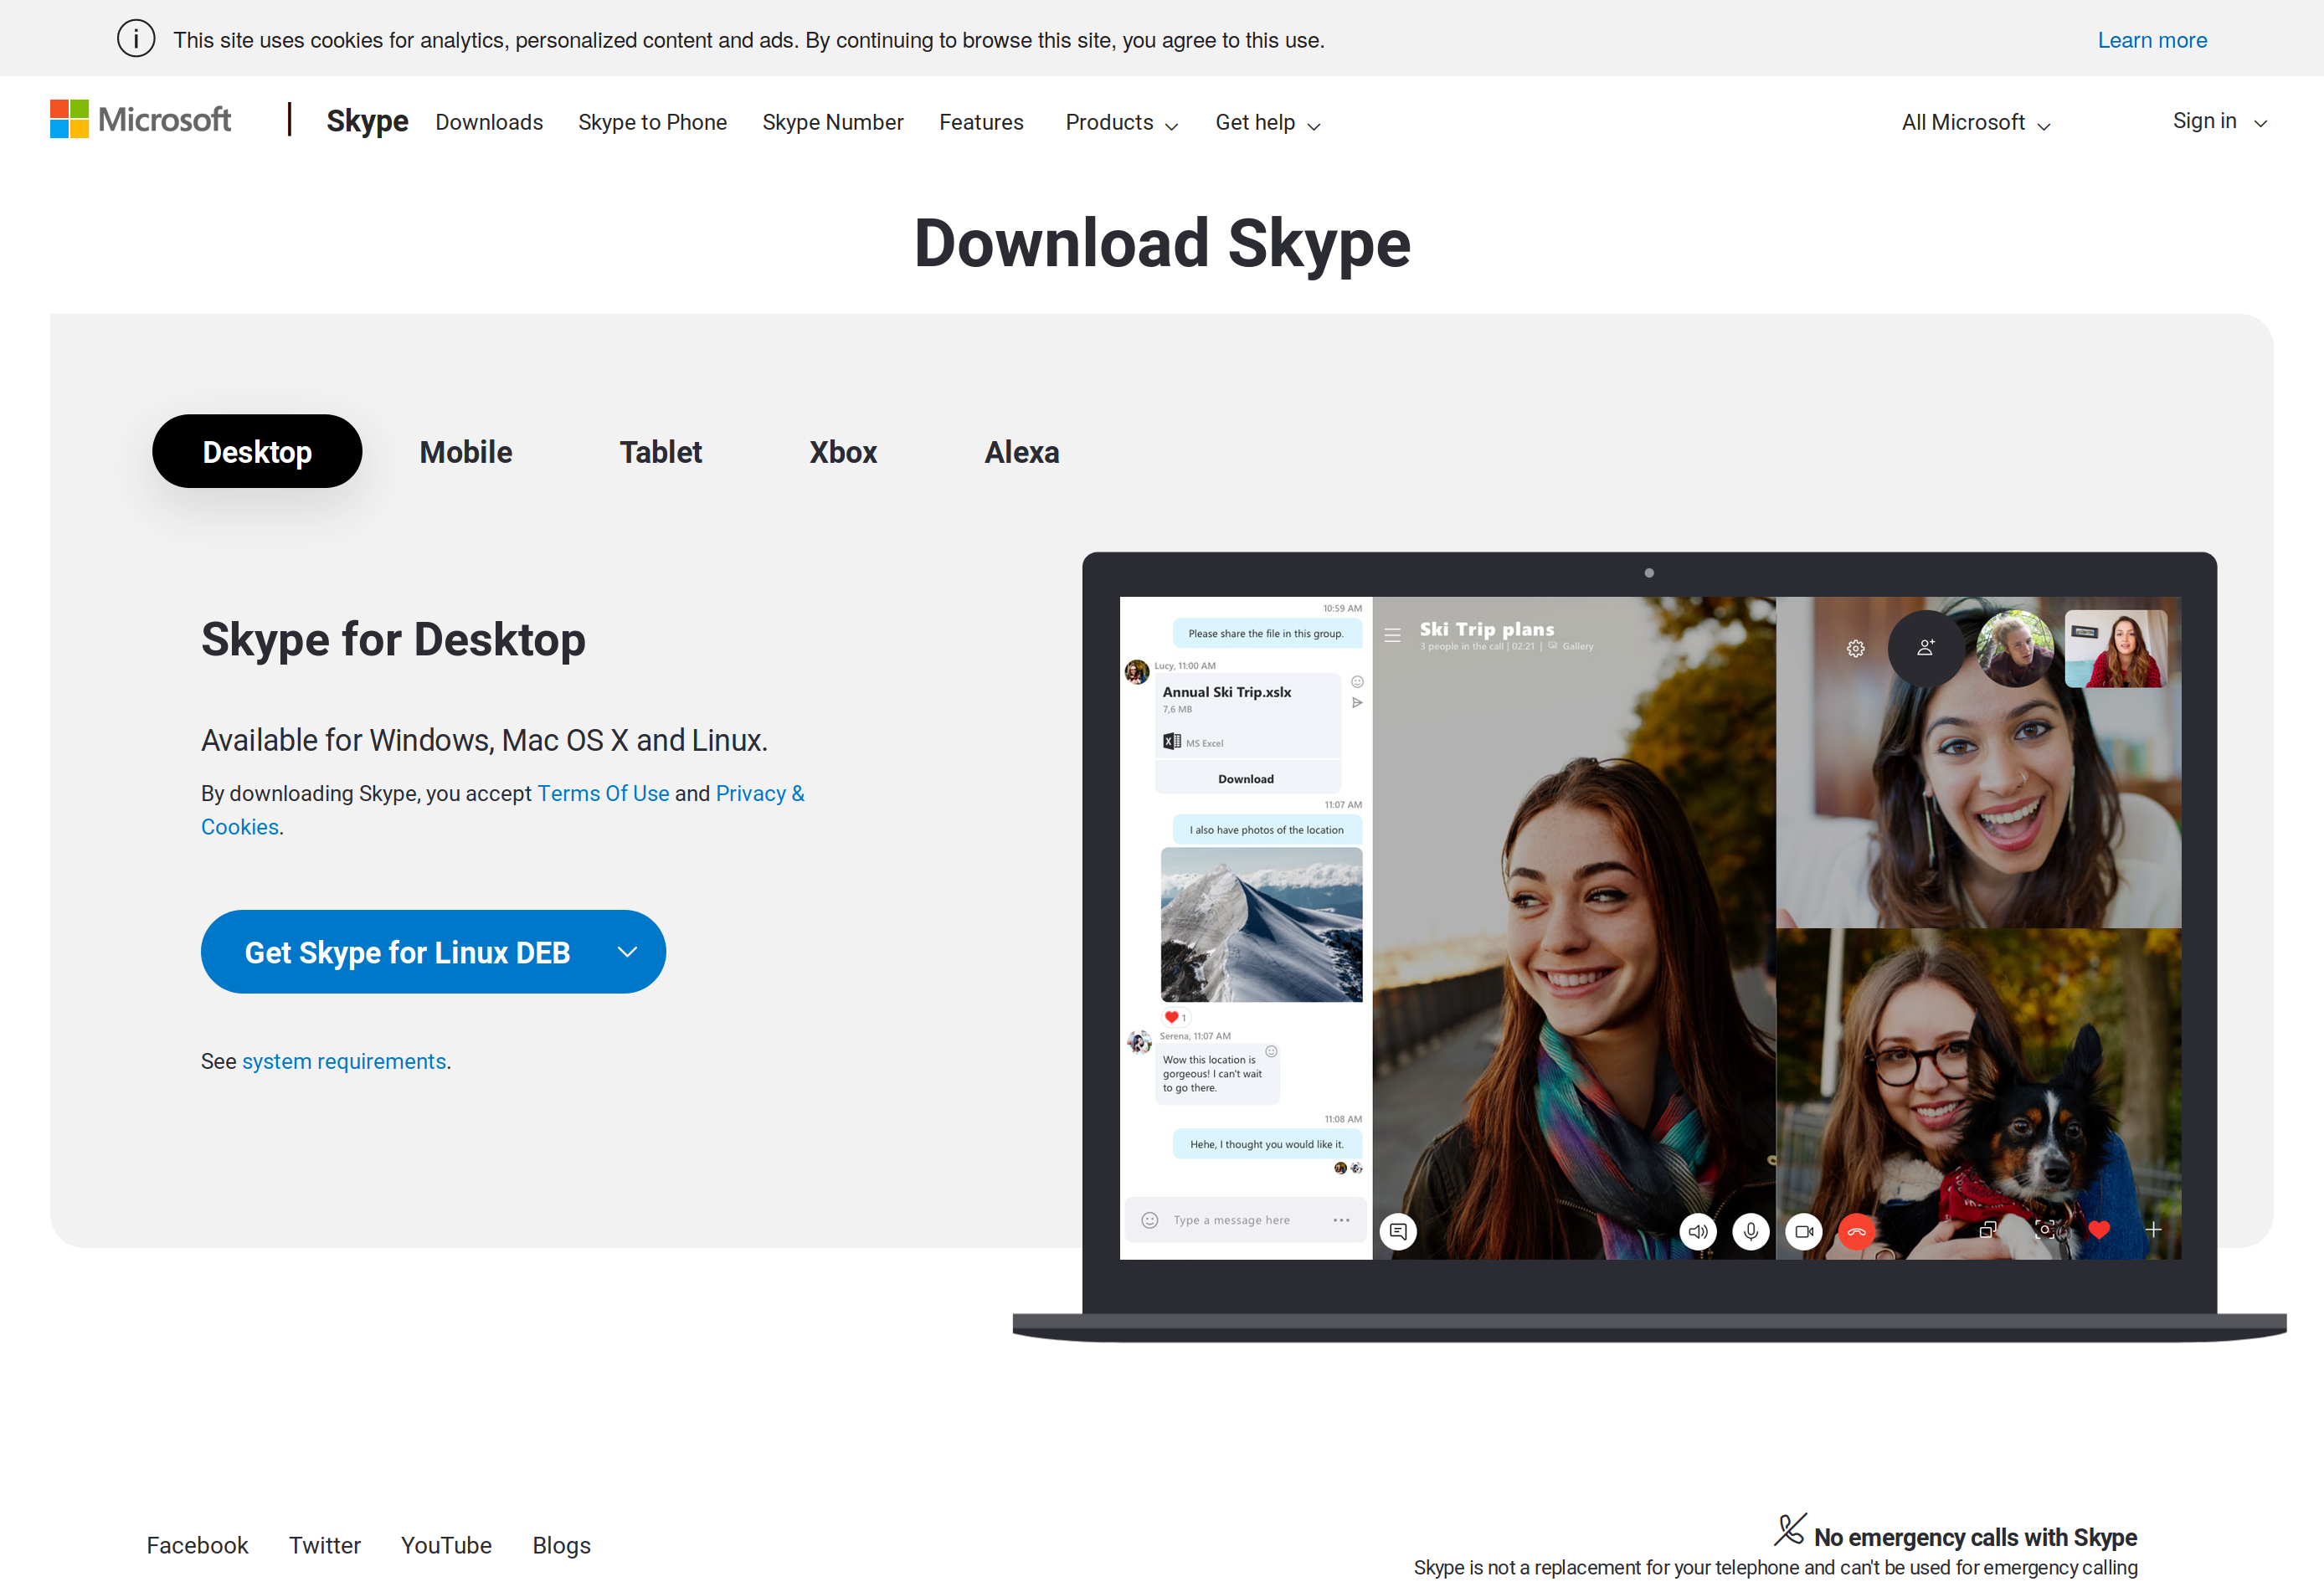 This site uses cookies for analytics, personalized content and ads. By continuing to browse this site, you agree to this use.
Learn more
Microsoft
Skype
Downloads
Skype to Phone
Skype Number
Features
Products
Get help
All Microsoft
Sign in
Download Skype
Desktop
Mobile
Tablet
Xbox
Alexa
Skype for Desktop
Available for Windows, Mac OS X and Linux.
By downloading Skype, you accept Terms Of Use and Privacy &
Cookies.
Get Skype for Linux DEB
See system requirements.
10:59 AM
Please share the file in this group.
Lucy, 11:00 AM
Annual Ski Trip.xslx
7,6 MB
MS Excel
Download
11:07 AM
I also have photos of the location
1
Serena, 11:07 AM
Wow this location is
gorgeous! I can't wait
to go there.
11:08 AM
Hehe, I thought you would like it.
Type a message here
Ski Trip plans
3 people in the call | 02:21 | Gallery
Facebook
Twitter
YouTube
Blogs
No emergency calls with Skype
Skype is not a replacement for your telephone and can't be used for emergency calling